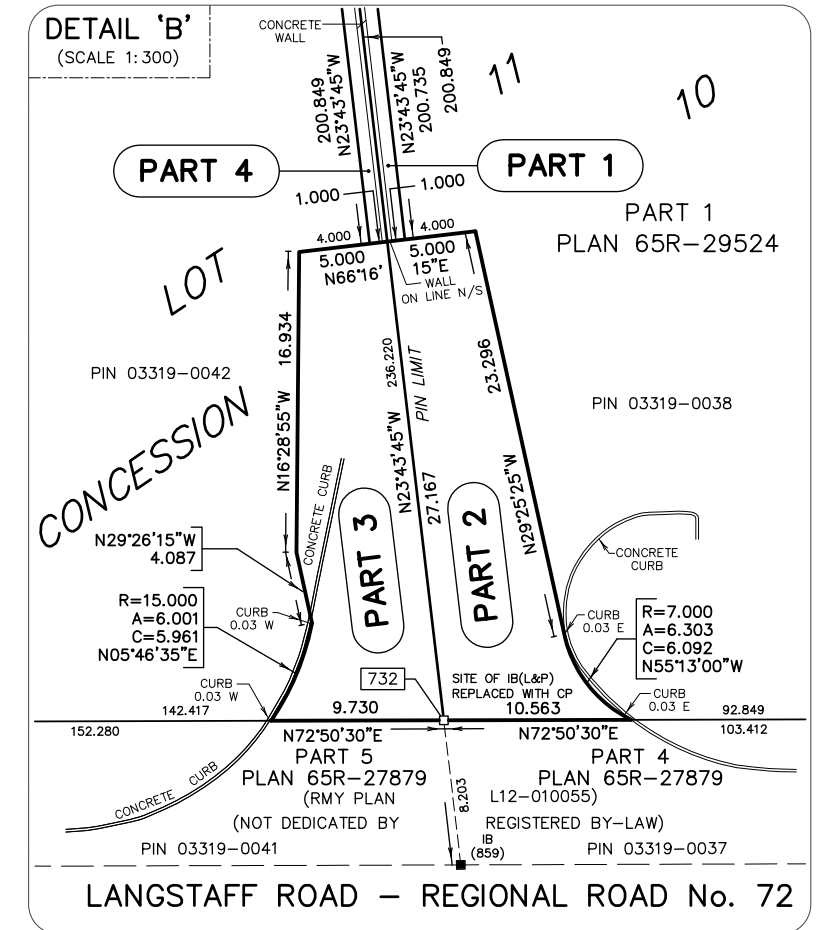 DETAIL 'B'
(SCALE 1:300)
CONCRETE
WALL
200.849
N23°43'45"W
N23°43'45"W
200.735
200.849
11
10
PART 4
PART 1
1.000
1.000
PART 1
PLAN 65R-29524
4.000
4.000
5.000
5.000
N66°16'
15"E
WALL
ON LINE N/S
LOT
16.934
N16°28'55"W
236.220
PIN LIMIT
N23°43'45"W
27.167
23.296
N29°25'25"W
PIN 03319-0042
PIN 03319-0038
CONCESSION
CONCRETE CURB
PART 3
PART 2
N29°26'15"W
4.087
CONCRETE
CURB
R=15.000
A=6.001
C=5.961
N05°46'35"E
CURB
0.03 W
CURB
0.03 E
R=7.000
A=6.303
C=6.092
N55°13'00"W
CURB
0.03 W
732
SITE OF IB(L&P)
REPLACED WITH CP
CURB
0.03 E
142.417
9.730
10.563
92.849
152.280
103.412
N72°50'30"E
N72°50'30"E
PART 5
PLAN 65R-27879
PART 4
PLAN 65R-27879
CONCRETE CURB
8.203
(RMY PLAN
L12-010055)
(NOT DEDICATED BY
REGISTERED BY-LAW)
IB
(859)
PIN 03319-0041
PIN 03319-0037
LANGSTAFF ROAD - REGIONAL ROAD No. 72